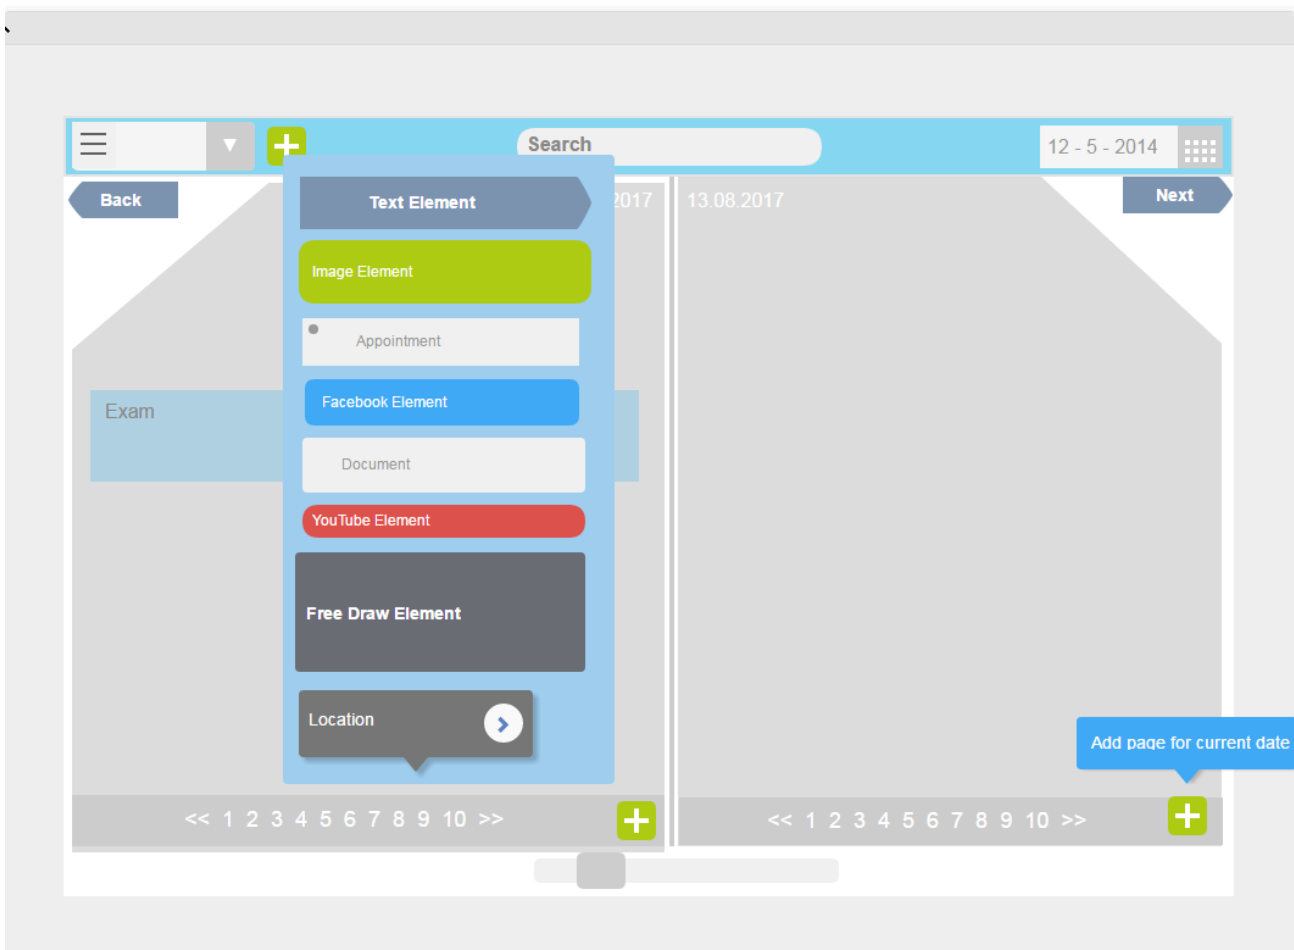 Search
12 - 5 - 2014
Back
Text Element
2017
13.08.2017
Next
Image Element
Appointment
Exam
Facebook Element
Document
YouTube Element
Free Draw Element
Location
Add page for current date
<< 1 2 3 4 5 6 7 8 9 10 >>
<< 1 2 3 4 5 6 7 8 9 10 >>